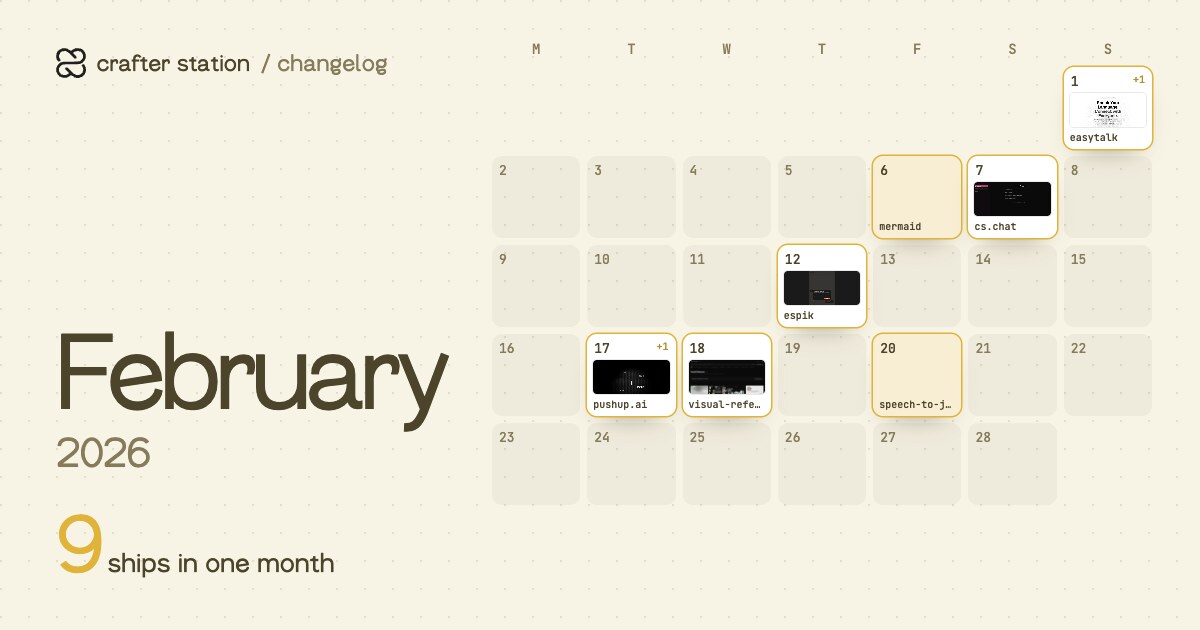 crafter station / changelog
M T W T F S S
1 +1
Language
easytalk
2 3 4 5 6 7 8
mermaid cs.chat
9 10 11 12 13 14 15
espik
16 17 +1 18 19 20 21 22
pushup.ai visual-refe… speech-to-j…
23 24 25 26 27 28
February
2026
9 ships in one month